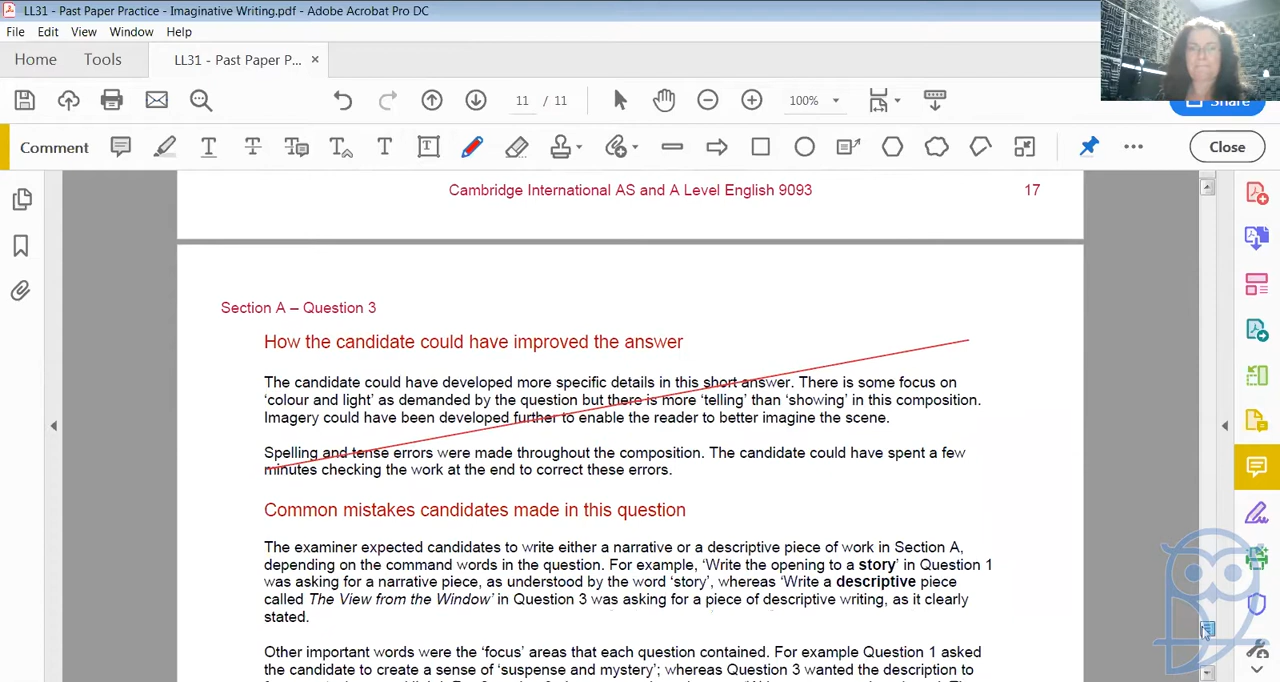 LL31 - Past Paper Practice - Imaginative Writing.pdf - Adobe Acrobat Pro DC
File Edit View Window Help
Home Tools LL31 - Past Paper P... ×
11 / 11 100%
Share
Comment Close
Cambridge International AS and A Level English 9093 17
Section A – Question 3
How the candidate could have improved the answer
The candidate could have developed more specific details in this short answer. There is some focus on
‘colour and light’ as demanded by the question but there is more ‘telling’ than ‘showing’ in this composition.
Imagery could have been developed further to enable the reader to better imagine the scene.
Spelling and tense errors were made throughout the composition. The candidate could have spent a few
minutes checking the work at the end to correct these errors.
Common mistakes candidates made in this question
The examiner expected candidates to write either a narrative or a descriptive piece of work in Section A,
depending on the command words in the question. For example, ‘Write the opening to a story’ in Question 1
was asking for a narrative piece, as understood by the word ‘story’, whereas ‘Write a descriptive piece
called The View from the Window’ in Question 3 was asking for a piece of descriptive writing, as it clearly
stated.
Other important words were the ‘focus’ areas that each question contained. For example Question 1 asked
the candidate to create a sense of ‘suspense and mystery’; whereas Question 3 wanted the description to